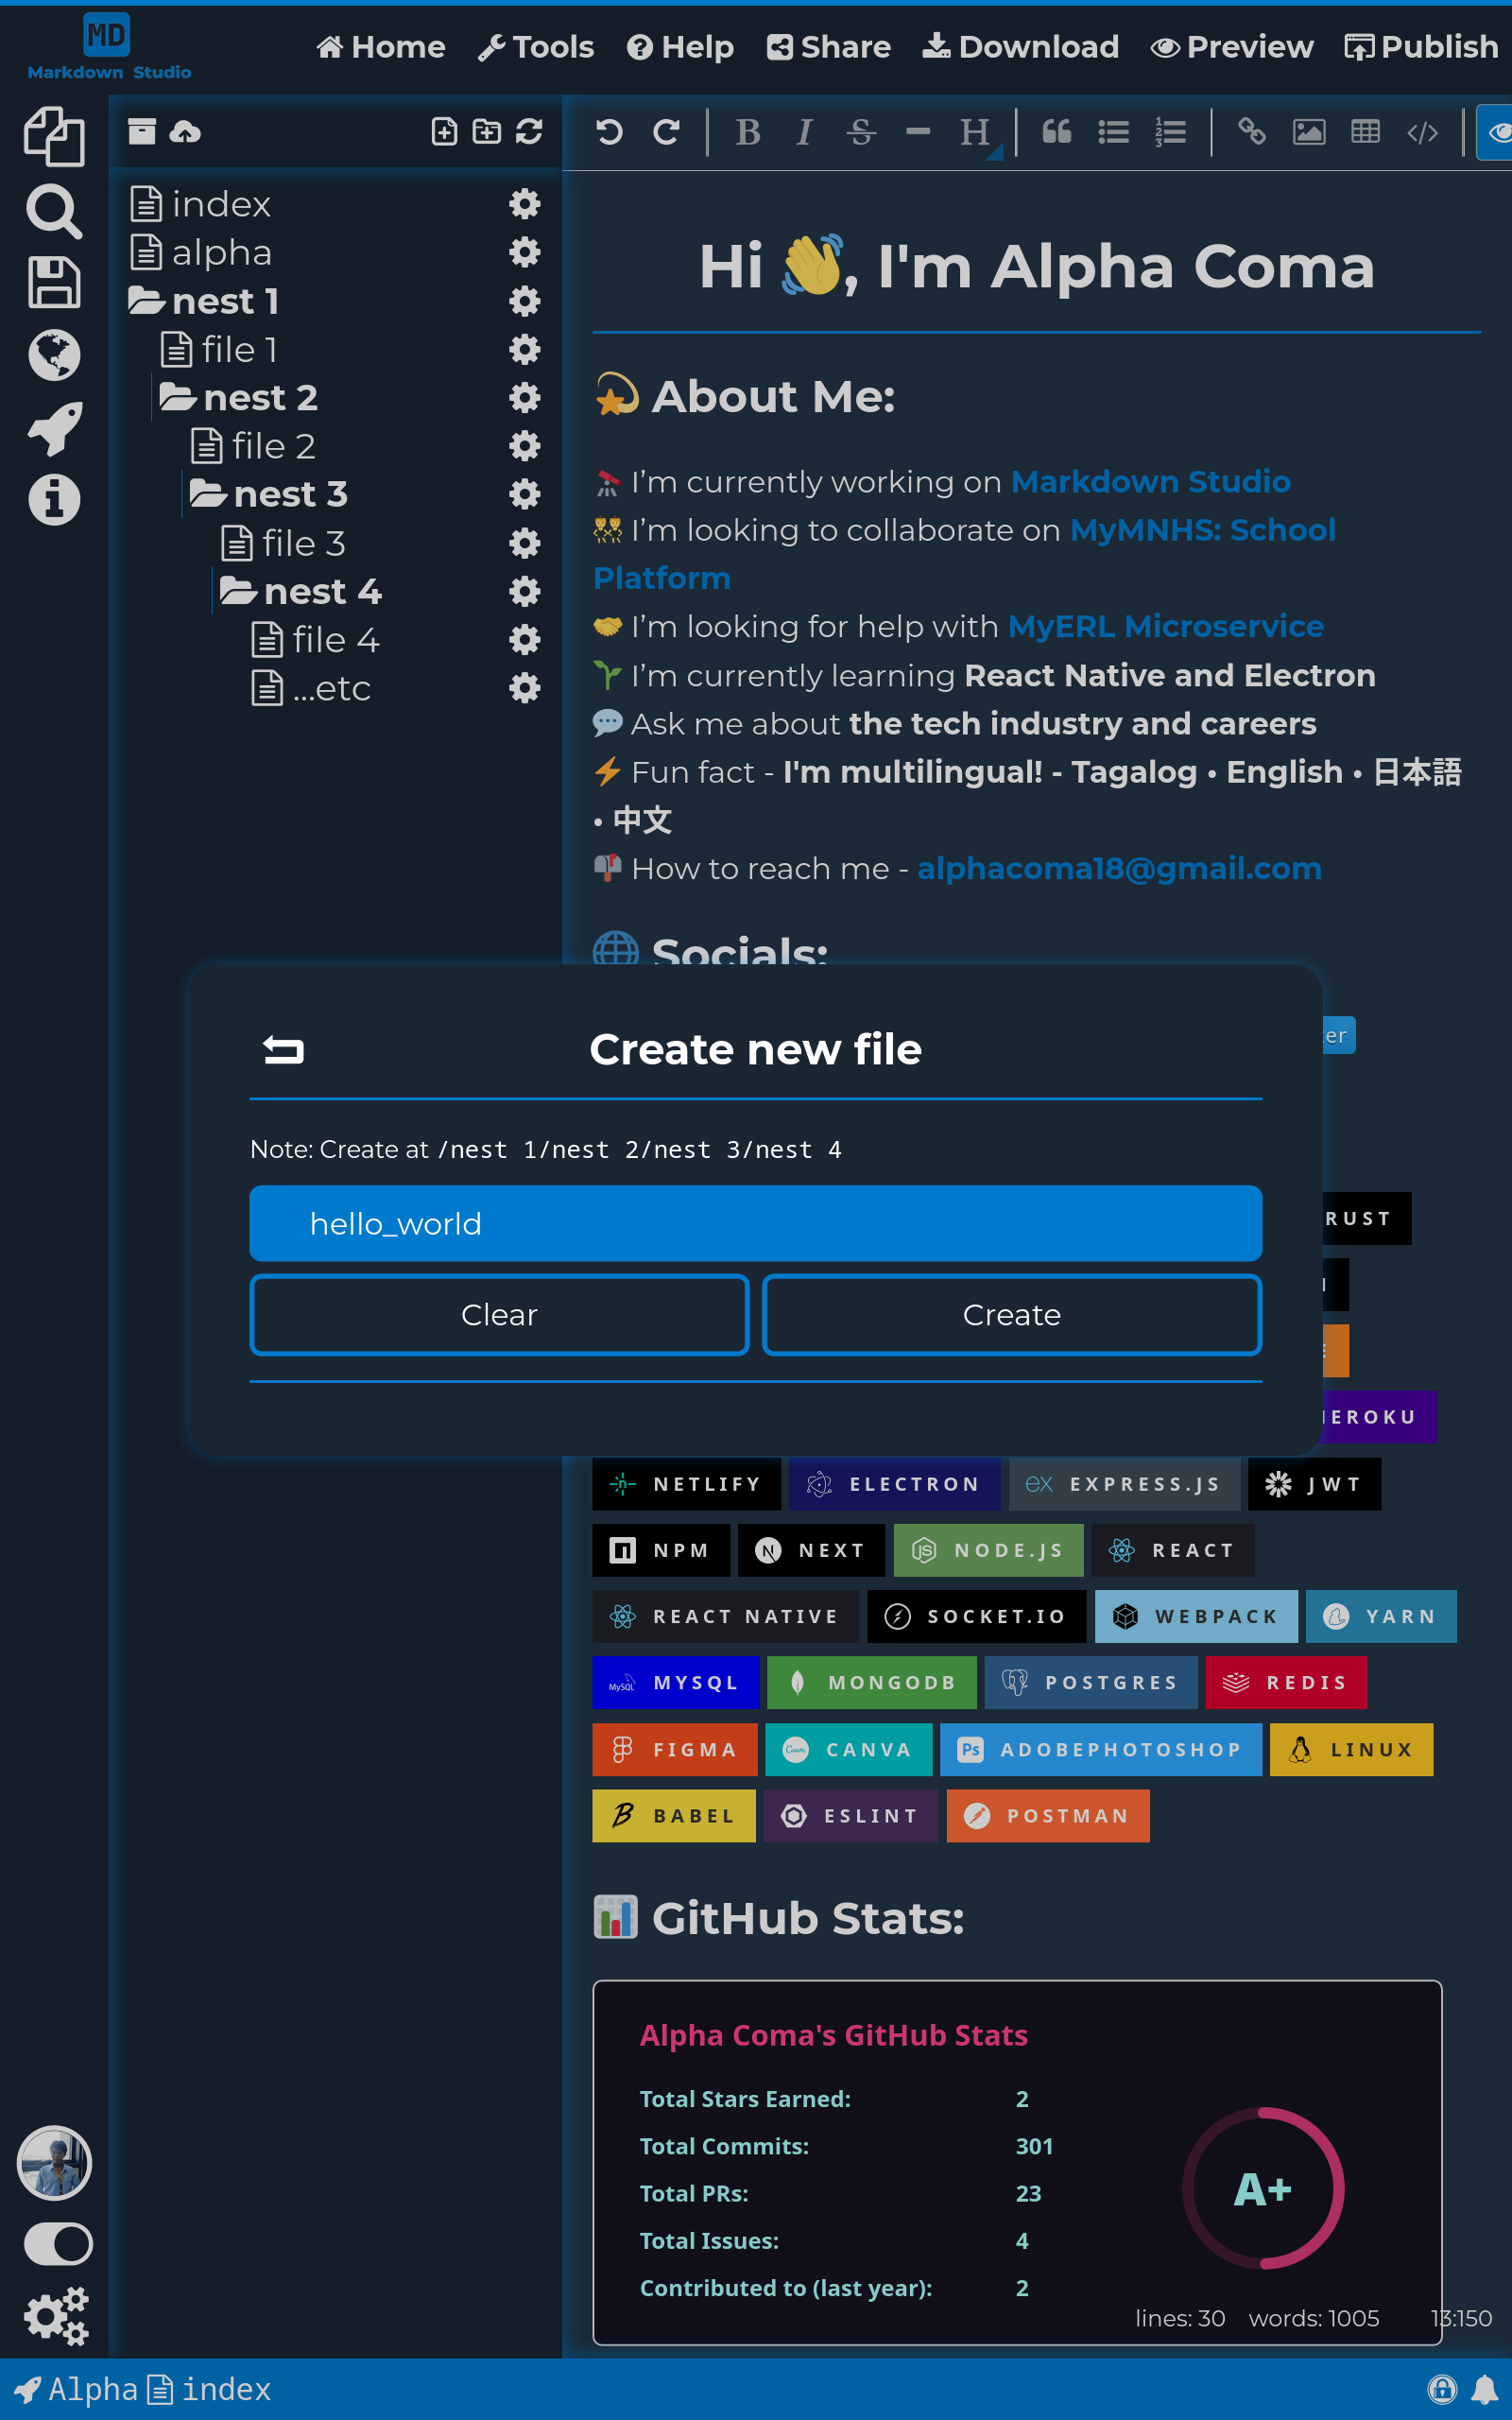 MD
Markdown Studio
Home Tools Help Share Download Preview Publish
B I S H
index
alpha
nest 1
file 1
nest 2
file 2
nest 3
file 3
nest 4
file 4
...etc
Hi 👋, I'm Alpha Coma
💫 About Me:
🔭 I’m currently working on Markdown Studio
👯 I’m looking to collaborate on MyMNHS: School
Platform
🤝 I’m looking for help with MyERL Microservice
🌱 I’m currently learning React Native and Electron
💬 Ask me about the tech industry and careers
⚡ Fun fact - I'm multilingual! - Tagalog • English • 日本語
• 中文
📫 How to reach me - alphacoma18@gmail.com
🌐 Socials:
Create new file
Note: Create at /nest 1/nest 2/nest 3/nest 4
hello_world
Clear Create
RUST
EROKU
NETLIFY ELECTRON EXPRESS.JS JWT
NPM NEXT NODE.JS REACT
REACT NATIVE SOCKET.IO WEBPACK YARN
MYSQL MONGODB POSTGRES REDIS
FIGMA CANVA ADOBEPHOTOSHOP LINUX
BABEL ESLINT POSTMAN
📊 GitHub Stats:
Alpha Coma's GitHub Stats
Total Stars Earned: 2
Total Commits: 301
Total PRs: 23
Total Issues: 4
Contributed to (last year): 2
A+
lines: 30 words: 1005 13:150
Alpha index